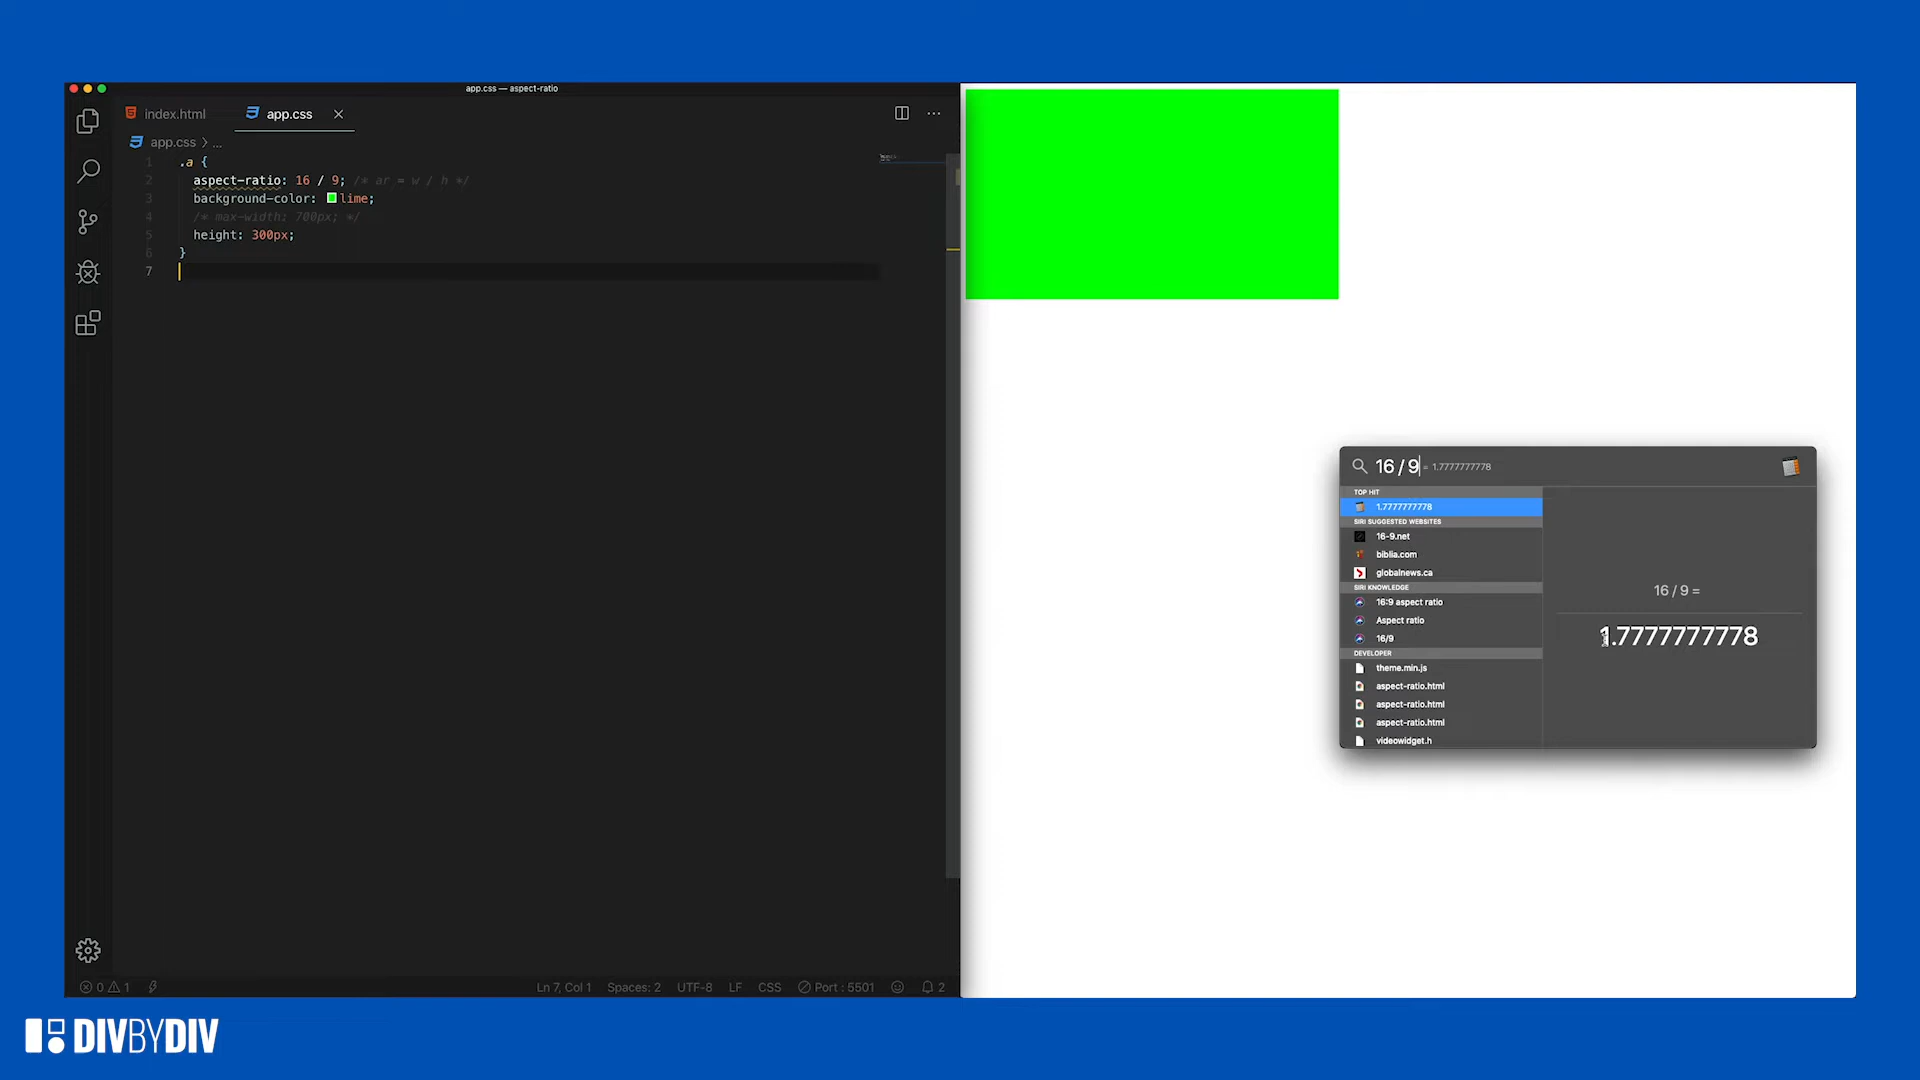 app.css — aspect-ratio
index.html
app.css
app.css > ...
1 .a {
2 aspect-ratio: 16 / 9; /* ar = w / h */
3 background-color: lime;
4 /* max-width: 700px; */
5 height: 300px;
6 }
7
16 / 9 = 1.7777777778
TOP HIT
1.7777777778
SIRI SUGGESTED WEBSITES
16-9.net
biblia.com
globalnews.ca
SIRI KNOWLEDGE
16:9 aspect ratio
Aspect ratio
16/9
DEVELOPER
theme.min.js
aspect-ratio.html
aspect-ratio.html
aspect-ratio.html
videowidget.h
16 / 9 =
1.7777777778
0 1
Ln 7, Col 1
Spaces: 2
UTF-8
LF
CSS
Port : 5501
2
DIVBYDIV